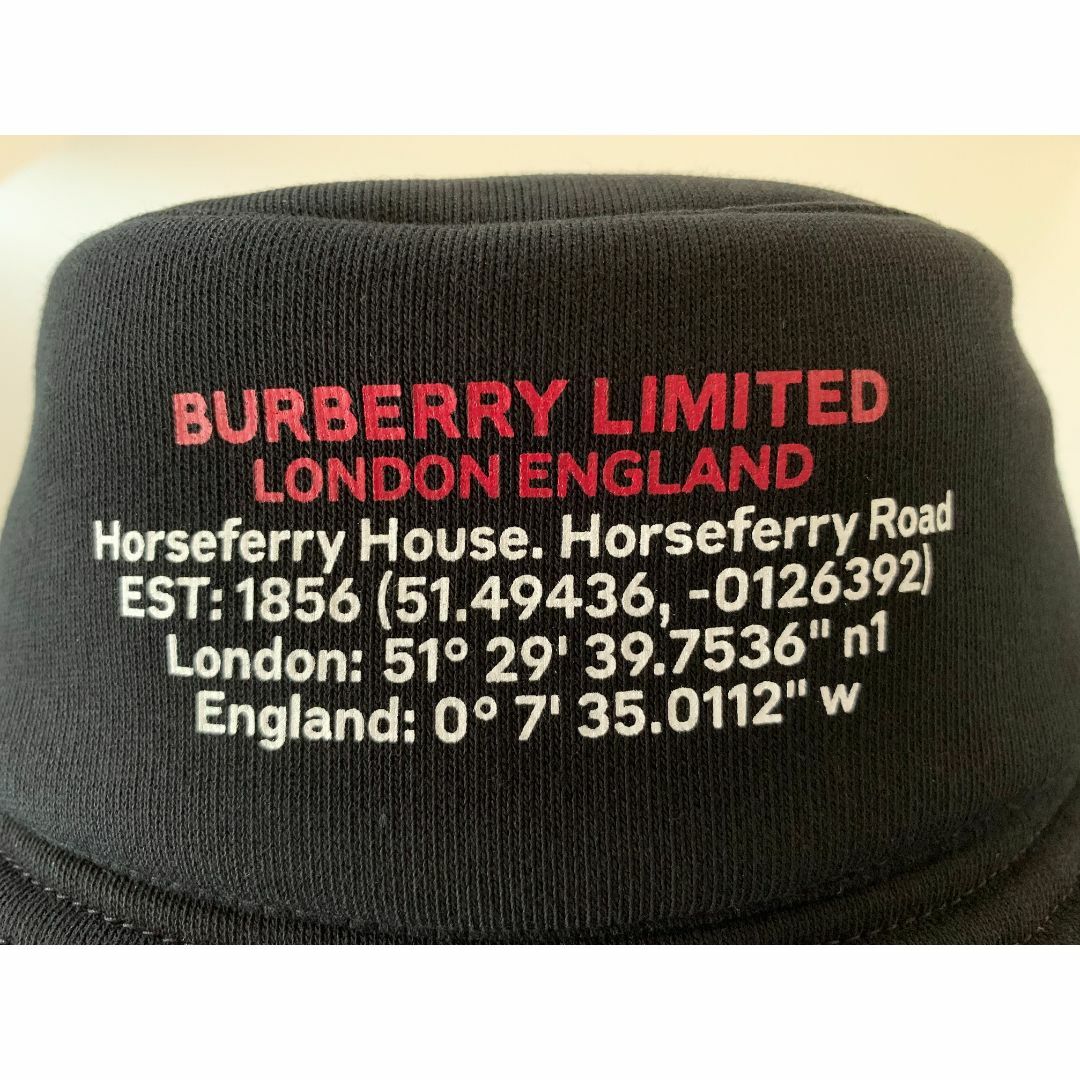 BURBERRY LIMITED
LONDON ENGLAND
Horseferry House. Horseferry Road
EST: 1856 (51.49436, -0126392)
London: 51° 29' 39.7536" n1
England: 0° 7' 35.0112" w